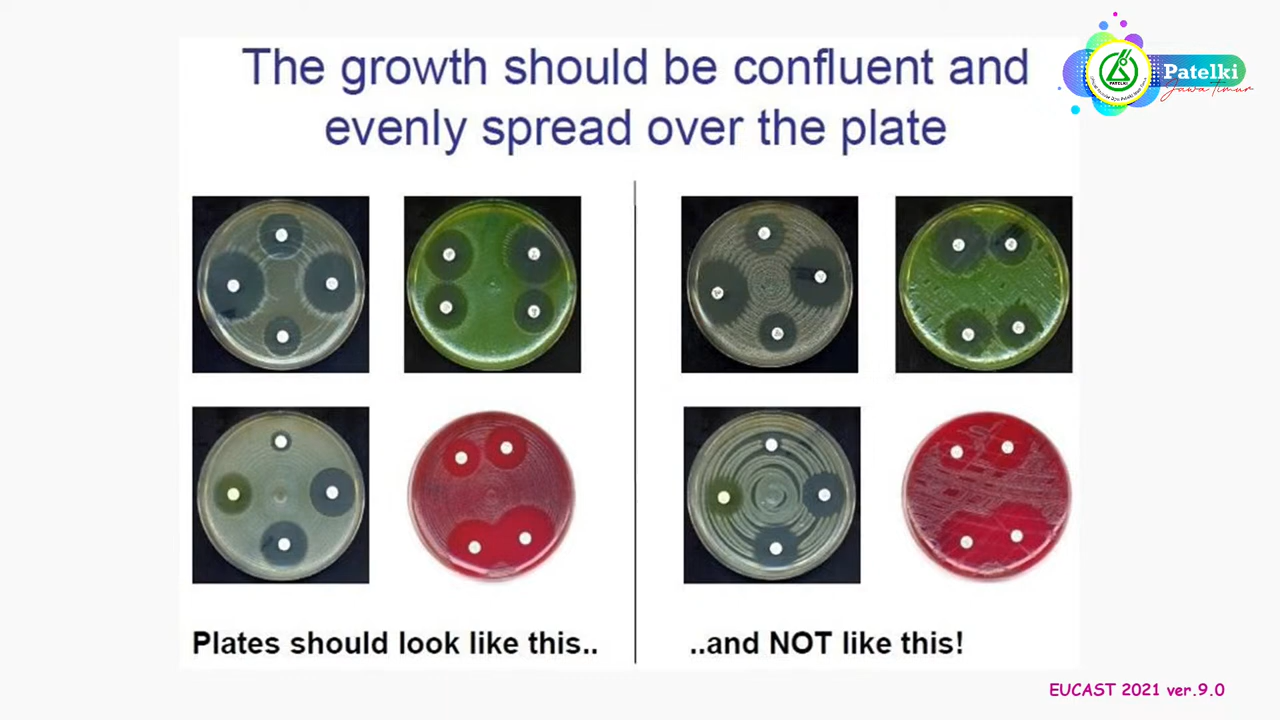 The growth should be confluent and
evenly spread over the plate
PATELKI
Patelki
Jawa Timur
Plates should look like this..
..and NOT like this!
EUCAST 2021 ver.9.0